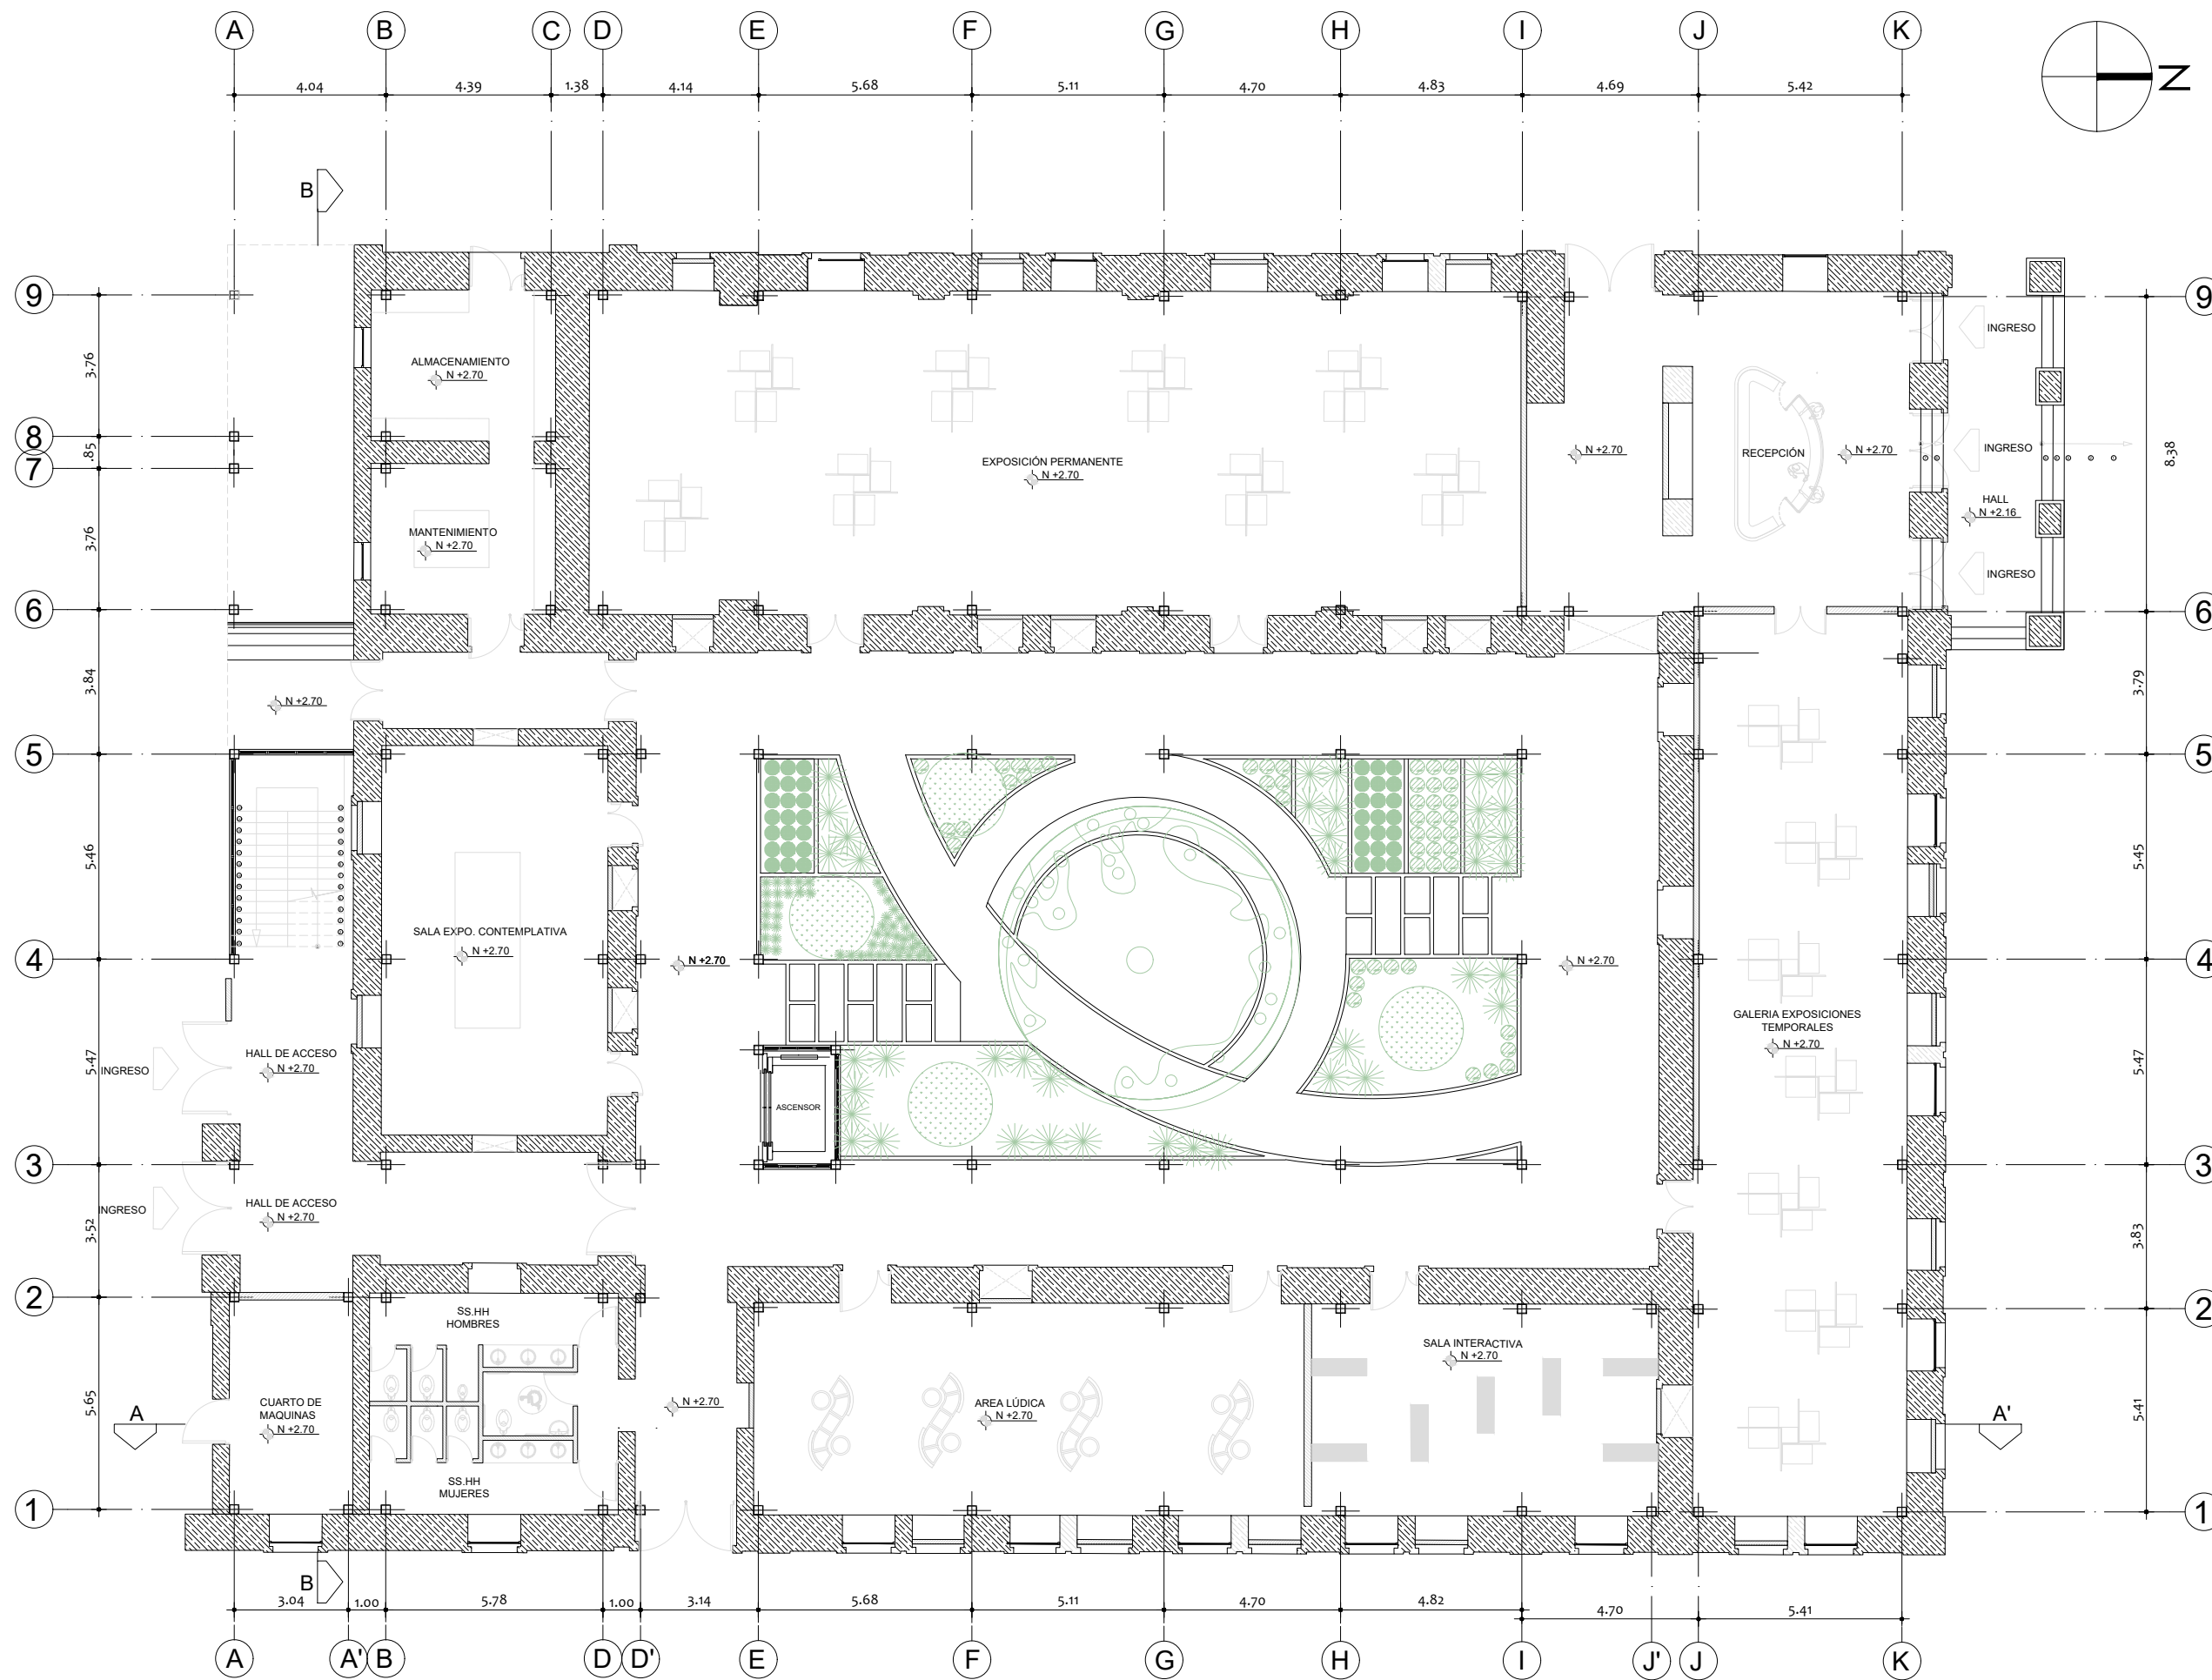 A B C D E F G H I J K
4.04 4.39 1.38 4.14 5.68 5.11 4.70 4.83 4.69 5.42
N
B
9 9
INGRESO
3.76
ALMACENAMIENTO
N +2.70
8
.85
7
EXPOSICIÓN PERMANENTE
N +2.70
N +2.70
RECEPCIÓN
N +2.70
INGRESO
8.38
HALL
N +2.16
3.76
MANTENIMIENTO
N +2.70
INGRESO
6 6
3.84
N +2.70
3.79
5 5
5.46
5.45
SALA EXPO. CONTEMPLATIVA
N +2.70
4 4
N +2.70
N +2.70
GALERIA EXPOSICIONES
TEMPORALES
N +2.70
5.47
INGRESO
HALL DE ACCESO
N +2.70
5.47
ASCENSOR
3 3
3.52
INGRESO
HALL DE ACCESO
N +2.70
3.83
2 2
SS.HH
HOMBRES
SALA INTERACTIVA
N +2.70
5.65
A
CUARTO DE
MAQUINAS
N +2.70
N +2.70
AREA LÚDICA
N +2.70
A'
5.41
SS.HH
MUJERES
1 1
B
3.04 1.00 5.78 1.00 3.14 5.68 5.11 4.70 4.82 4.70 5.41
A A' B D D' E F G H I J' J K